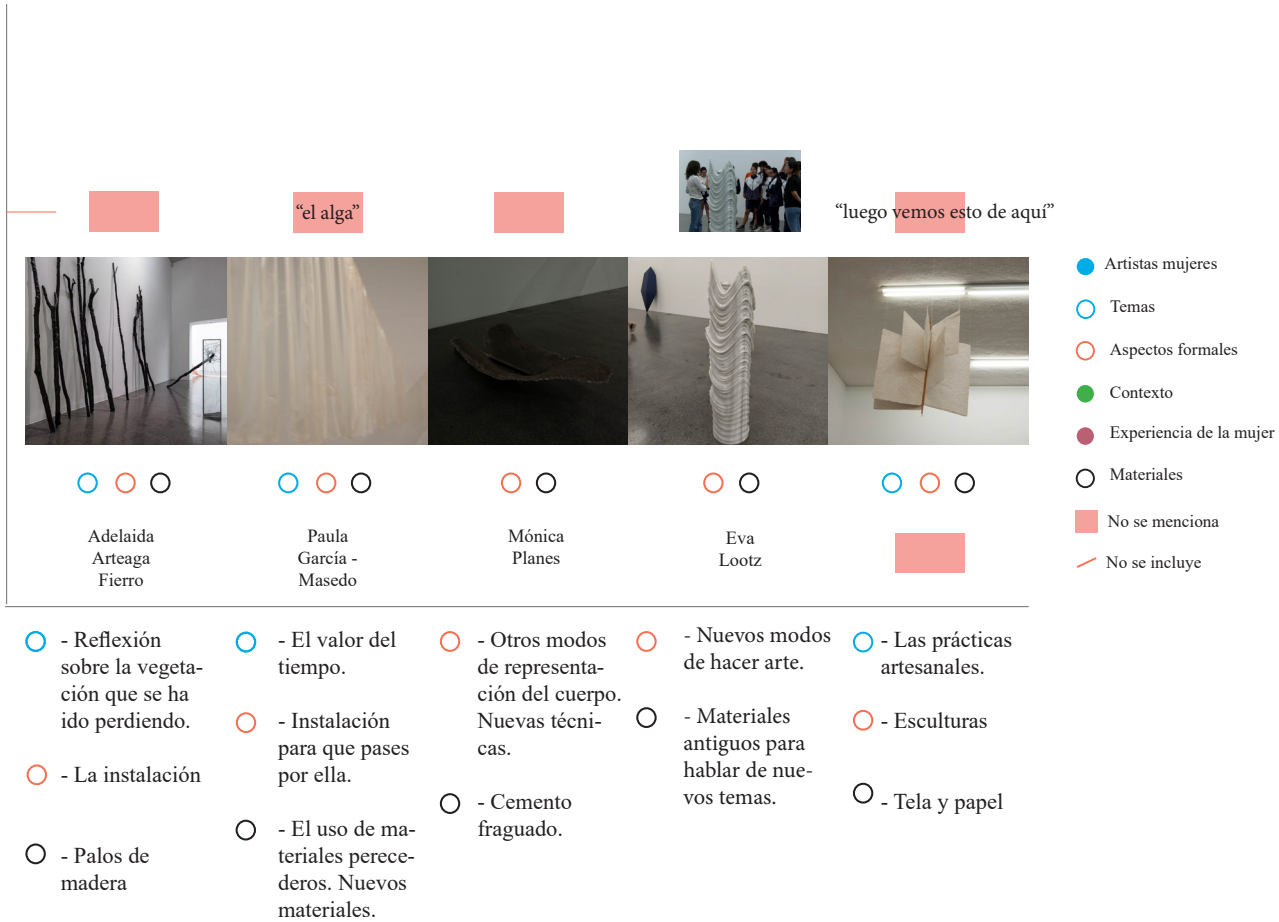 “el alga”
“luego vemos esto de aquí”
Artistas mujeres
Temas
Aspectos formales
Contexto
Experiencia de la mujer
Materiales
No se menciona
No se incluye
Adelaida
Arteaga
Fierro
Paula
García -
Masedo
Mónica
Planes
Eva
Lootz
- Reflexión
sobre la vegeta-
ción que se ha
ido perdiendo.
- La instalación
- Palos de
madera
- El valor del
tiempo.
- Instalación
para que pases
por ella.
- El uso de ma-
teriales perece-
deros. Nuevos
materiales.
- Otros modos
de representa-
ción del cuerpo.
Nuevas técni-
cas.
- Cemento
fraguado.
- Nuevos modos
de hacer arte.
- Materiales
antiguos para
hablar de nue-
vos temas.
- Las prácticas
artesanales.
- Esculturas
- Tela y papel